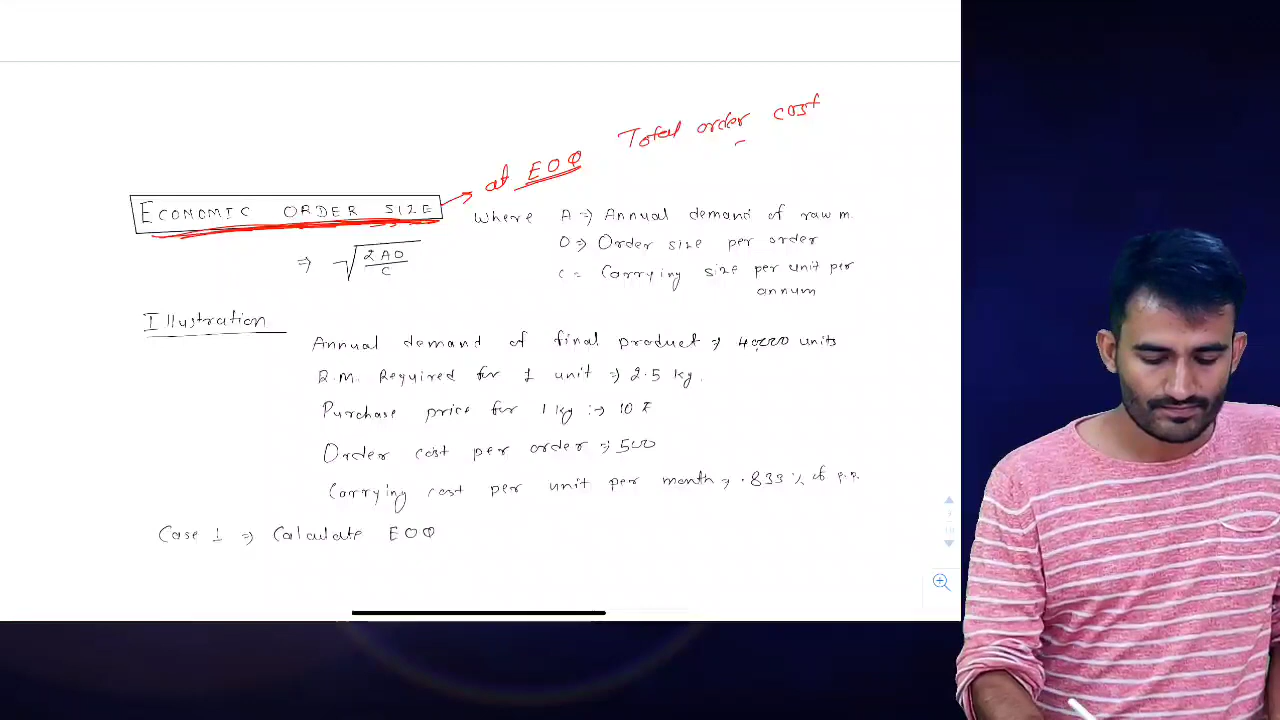 Total order cost
at EOQ
ECONOMIC ORDER SIZE
Where A => Annual demand of raw m.
O => Order size per order
C = Carrying size per unit per annum
=> √2AO/C
Illustration
Annual demand of final product => 40000 units
R.M. Required for 1 unit => 2.5 kg.
Purchase price for 1 kg :=> 10 ₹
Order cost per order => 500
Carrying cost per unit per month => .833 % of P.P.
Case 1 => Calculate EOQ